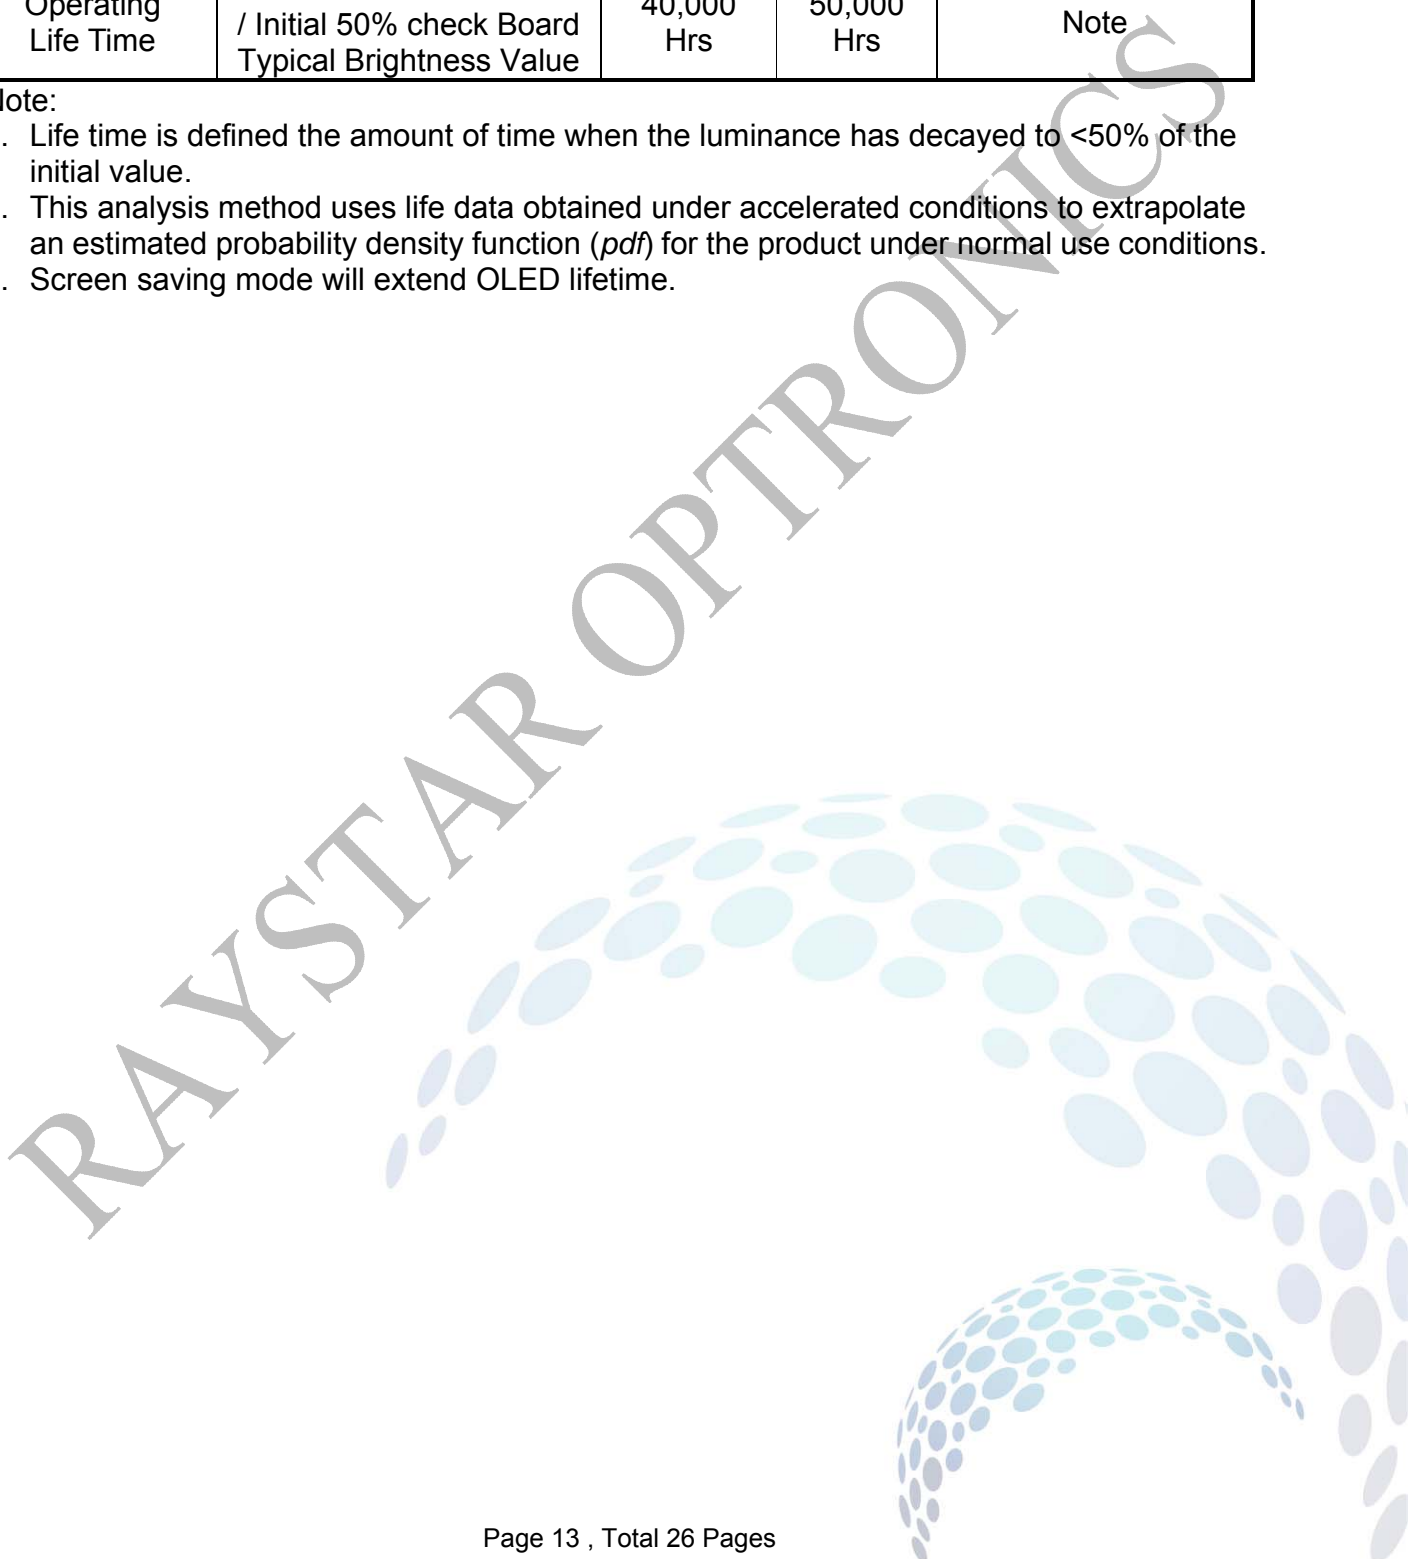 Operating
Life Time
/ Initial 50% check Board
Typical Brightness Value
40,000
Hrs
50,000
Hrs
Note
Note:
. Life time is defined the amount of time when the luminance has decayed to <50% of the
initial value.
. This analysis method uses life data obtained under accelerated conditions to extrapolate
an estimated probability density function (pdf) for the product under normal use conditions.
. Screen saving mode will extend OLED lifetime.
RAYSTAR OPTRONICS
Page 13 , Total 26 Pages